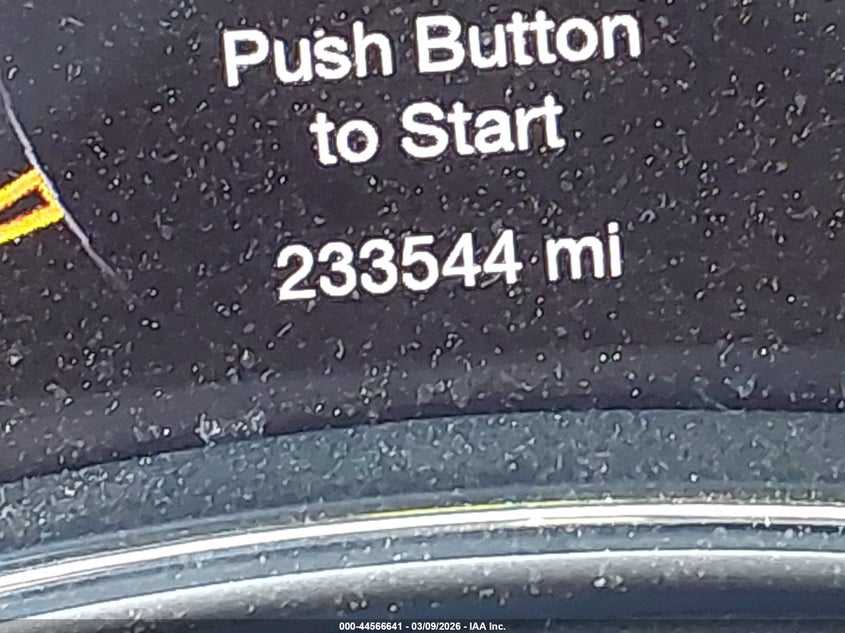 Push Button
to Start
233544 mi
000-44566641 - 03/09/2026 - IAA Inc.